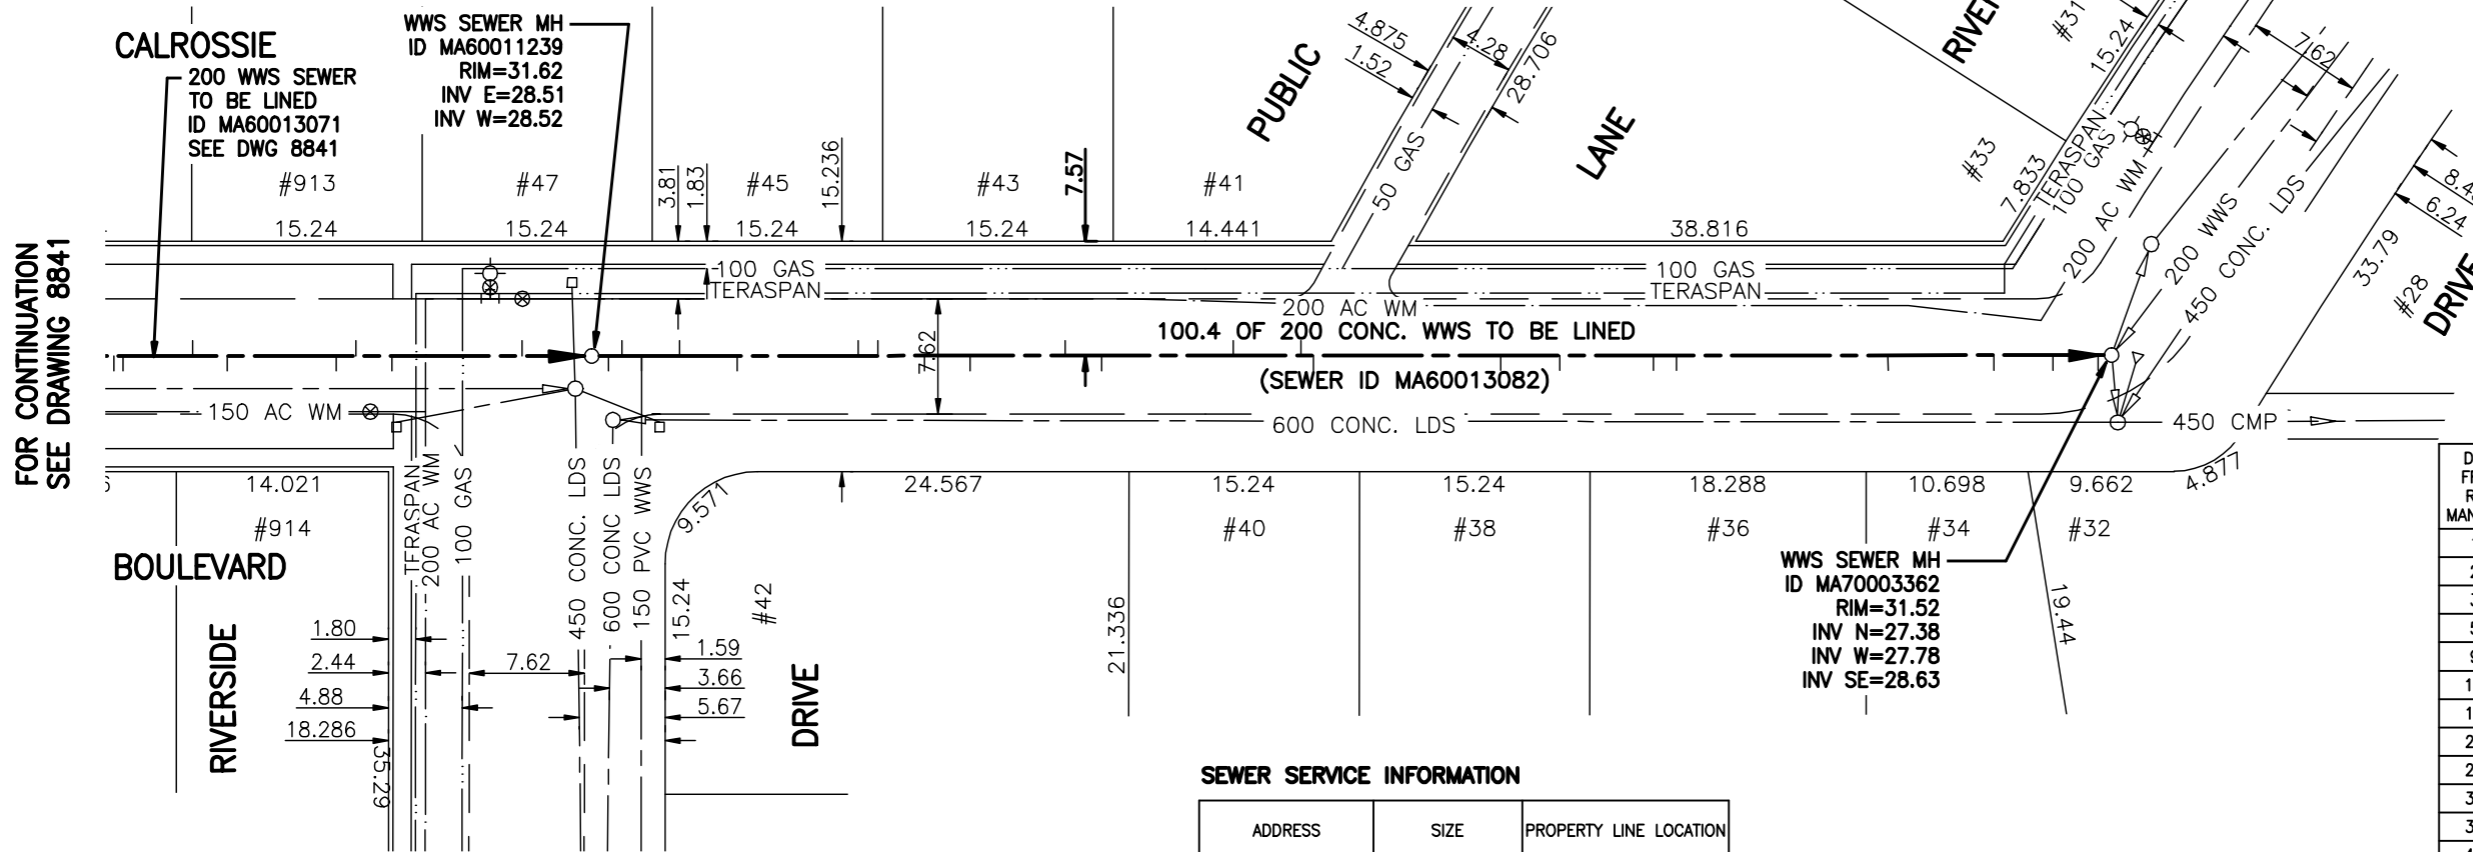 CALROSSIE
200 WWS SEWER
TO BE LINED
ID MA60013071
SEE DWG 8841
WWS SEWER MH
ID MA60011239
RIM=31.62
INV E=28.51
INV W=28.52
#913
#47
#45
#43
#41
15.24
15.24
15.24
15.24
14.441
38.816
3.81
1.83
15.236
7.57
PUBLIC
LANE
4.875
1.52
4.28
28.706
50 GAS
#31
15.24
7.62
#33
7.833
TERASPAN
100 GAS
200 AC WM
200 WWS
450 CONC. LDS
33.79
6.24
#28
DRIVE
FOR CONTINUATION
SEE DRAWING 8841
100 GAS
TERASPAN
100 GAS
TERASPAN
200 AC WM
100.4 OF 200 CONC. WWS TO BE LINED
(SEWER ID MA60013082)
7.62
150 AC WM
600 CONC. LDS
450 CMP
14.021
#914
BOULEVARD
RIVERSIDE
DRIVE
TERASPAN
200 AC WM
100 GAS
450 CONC. LDS
600 CONC LDS
150 PVC WWS
15.24
9.571
#42
1.80
2.44
4.88
18.286
35.29
7.62
1.59
3.66
5.67
24.567
15.24
15.24
18.288
10.698
9.662
4.877
#40
#38
#36
#34
#32
21.336
19.44
WWS SEWER MH
ID MA70003362
RIM=31.52
INV N=27.38
INV W=27.78
INV SE=28.63
SEWER SERVICE INFORMATION
ADDRESS
SIZE
PROPERTY LINE LOCATION